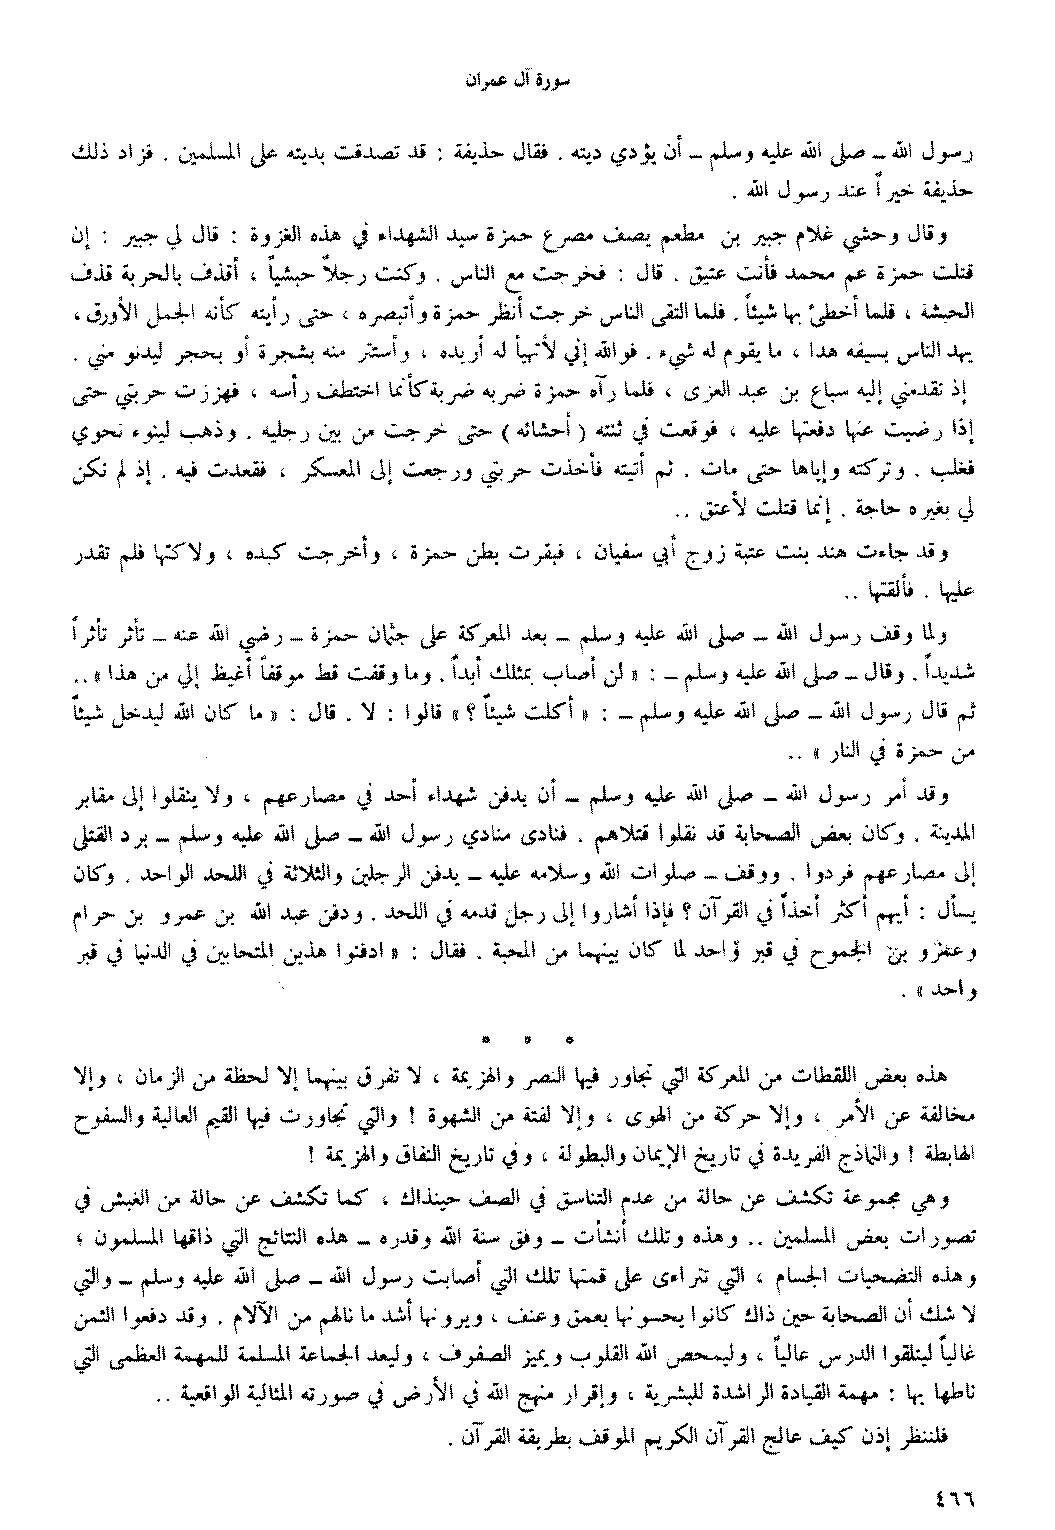 سورة آل عمران
رسول الله – صلى الله عليه وسلم – أن يؤدي ديته . فقال حذيفة : قد تصدقت بديته على المسلمين . فزاد ذلك
حذيفة خيراً عند رسول الله .
وقال وحشي غلام جبير بن مطعم يصف مصرع حمزة سيد الشهداء في هذه الغزوة : قال لي جبير : إن
قتلت حمزة عم محمد فأنت عتيق . قال : فخرجت مع الناس . وكنت رجلاً حبشياً ، أقذف بالحربة قذف
الحبشة ، قلما أخطئ بها شيئاً . فلما التقى الناس خرجت أنظر حمزة وأتبصره ، حتى رأيته كأنه الجمل الأورق ،
يهد الناس بسيفه هدا ، ما يقوم له شيء . فوالله إني لأتهيأ له أريده ، وأستتر منه بشجرة أو بحجر ليدنو مني .
إذ تقدمني إليه سباع بن عبد العزى ، فلما رآه حمزة ضربه ضربة كأنما اختطف رأسه ، فهززت حربتي حتى
إذا رضيت عنها دفعتها عليه ، فوقعت في ثنته ( أحشائه ) حتى خرجت من بين رجليه . وذهب لينوء نحوي
فغلب . وتركته وإياها حتى مات . ثم أتيته فأخذت حربتي ورجعت إلى المعسكر ، فقعدت فيه . إذ لم تكن
لي بغيره حاجة . إنما قتلت لأعتق ..
وقد جاءت هند بنت عتبة زوج أبي سفيان ، فبقرت بطن حمزة ، وأخرجت كبده ، ولاكتها فلم تقدر
عليها . فألقتها ..
ولما وقف رسول الله – صلى الله عليه وسلم – بعد المعركة على جثمان حمزة – رضي الله عنه – تأثر تأثراً
شديداً . وقال – صلى الله عليه وسلم – : « لن أصاب بمثلك أبداً . وما وقفت قط موقفاً أغيظ إلي من هذا » ..
ثم قال رسول الله – صلى الله عليه وسلم – : « أكلت شيئاً ؟ » قالوا : لا . قال : « ما كان الله ليدخل شيئاً
من حمزة في النار » ..
وقد أمر رسول الله – صلى الله عليه وسلم – أن يدفن شهداء أحد في مصارعهم ، ولا ينقلوا إلى مقابر
المدينة . وكان بعض الصحابة قد نقلوا قتلاهم . فنادى منادي رسول الله – صلى الله عليه وسلم – برد القتلى
إلى مصارعهم فردوا . ووقف – صلوات الله وسلامه عليه – يدفن الرجلين والثلاثة في اللحد الواحد . وكان
يسأل : أيهم أكثر أخذاً في القرآن ؟ فإذا أشاروا إلى رجل قدمه في اللحد . ودفن عبد الله بن عمرو بن حرام
وعمرو بن الجموح في قبر واحد لما كان بينهما من المحبة . فقال : « ادفنوا هذين المتحابين في الدنيا في قبر
واحد » .
* * *
هذه بعض اللقطات من المعركة التي تجاور فيها النصر والهزيمة ، لا تفرق بينهما إلا لحظة من الزمان ، وإلا
مخالفة عن الأمر ، وإلا حركة من الهوى ، وإلا لفتة من الشهوة ! والتي تجاورت فيها القيم العالية والسفوح
الهابطة ! والنماذج الفريدة في تاريخ الإيمان والبطولة ، وفي تاريخ النفاق والهزيمة !
وهي مجموعة تكشف عن حالة من عدم التناسق في الصف حينذاك ، كما تكشف عن حالة من الغبش في
تصورات بعض المسلمين .. وهذه وتلك أنشأت – وفق سنة الله وقدره – هذه النتائج التي ذاقها المسلمون ؛
وهذه التضحيات الجسام ، التي تتراءى على قمتها تلك التي أصابت رسول الله – صلى الله عليه وسلم – والتي
لا شك أن الصحابة حين ذاك كانوا يحسونها بعمق وعنف ، ويرونها أشد ما نالهم من الآلام . وقد دفعوا الثمن
غالياً ليتلقوا الدرس عالياً ، وليمحص الله القلوب ويميز الصفوف ، وليعد الجماعة المسلمة للمهمة العظمى التي
ناطها بها : مهمة القيادة الراشدة للبشرية ، وإقرار منهج الله في الأرض في صورته المثالية الواقعية ..
فلننظر إذن كيف عالج القرآن الكريم الموقف بطريقة القرآن .
٤٦٦